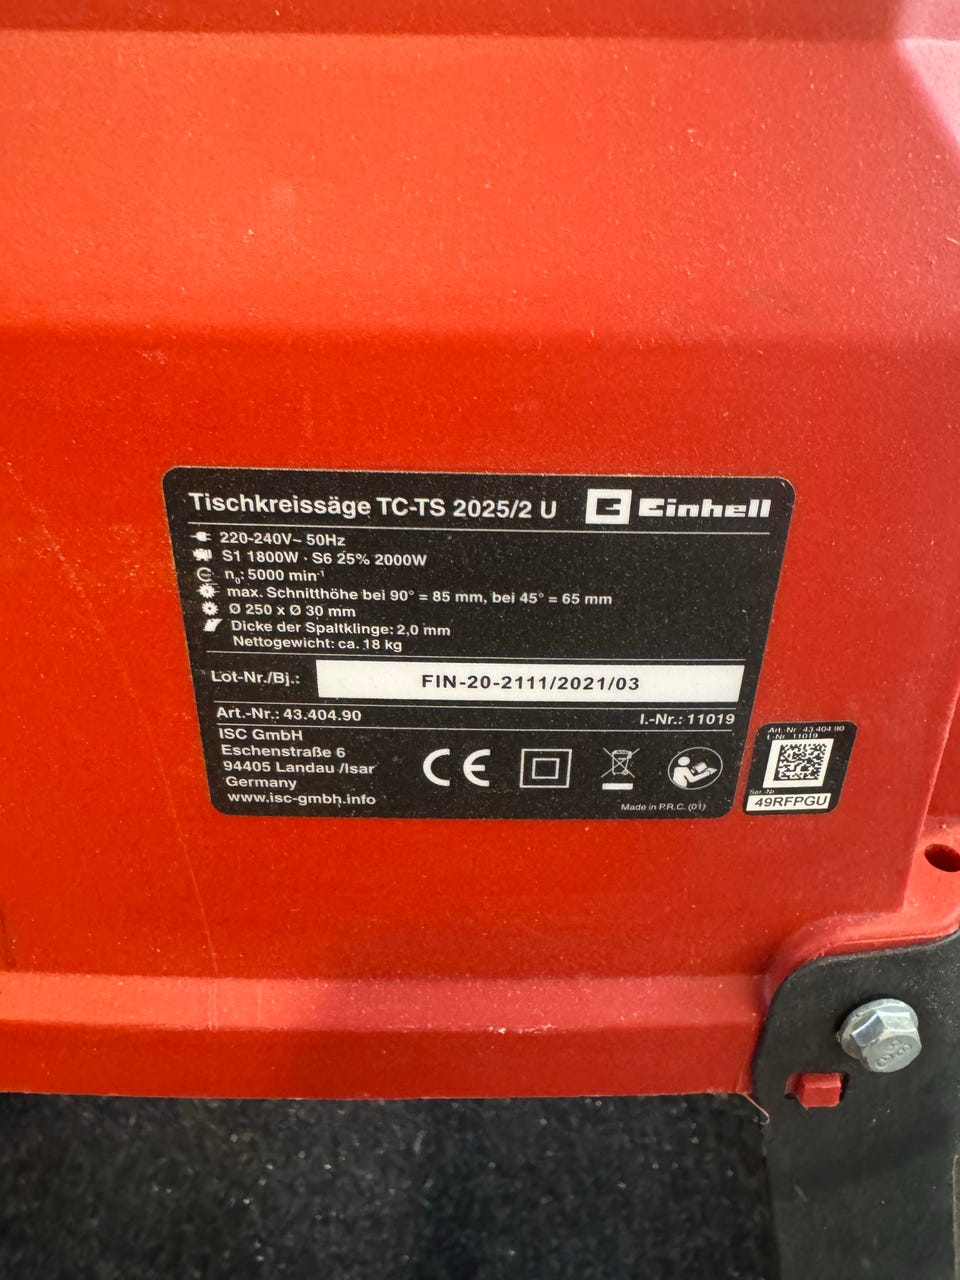 Tischkreissäge TC-TS 2025/2 U
Einhell
220-240V~ 50Hz
S1 1800W · S6 25% 2000W
n₀: 5000 min⁻¹
max. Schnitthöhe bei 90° = 85 mm, bei 45° = 65 mm
Ø 250 x Ø 30 mm
Dicke der Spaltklinge: 2,0 mm
Nettogewicht: ca. 18 kg
Lot-Nr./Bj.: FIN-20-2111/2021/03
Art.-Nr.: 43.404.90 I.-Nr.: 11019
ISC GmbH
Eschenstraße 6
94405 Landau /Isar
Germany
www.isc-gmbh.info
CE
Made in P.R.C. (01)
Art.-Nr.: 43.404.90
I.-Nr.: 11019
Ser.-Nr.
49RFPGU
8.8